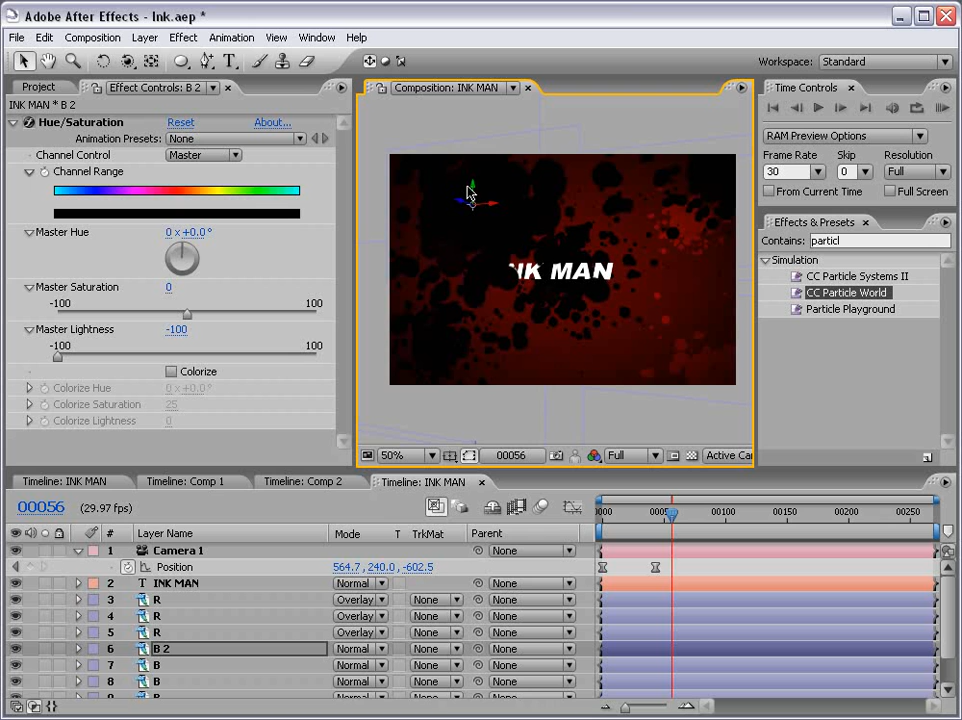 Adobe After Effects - Ink.aep *
File Edit Composition Layer Effect Animation View Window Help
Workspace: Standard
Project Effect Controls: B 2
INK MAN * B 2
Hue/Saturation Reset About...
Animation Presets: None
Channel Control Master
Channel Range
Master Hue 0 x +0.0°
Master Saturation 0
-100 100
Master Lightness -100
-100 100
Colorize
Colorize Hue 0 x +0.0°
Colorize Saturation 25
Colorize Lightness 0
Composition: INK MAN
INK MAN
50% 00056 Full Active Ca
Time Controls
RAM Preview Options
Frame Rate Skip Resolution
30 0 Full
From Current Time Full Screen
Effects & Presets
Contains: particl
Simulation
CC Particle Systems II
CC Particle World
Particle Playground
Timeline: INK MAN Timeline: Comp 1 Timeline: Comp 2 Timeline: INK MAN
00056 (29.97 fps)
0000 00100 00150 00200 00250
# Layer Name Mode T TrkMat Parent
1 Camera 1 None
Position 564.7, 240.0, -602.5
2 T INK MAN Normal None
3 R Overlay None None
4 R Overlay None None
5 R Overlay None None
6 B 2 Normal None None
7 B Normal None None
8 B Normal None None